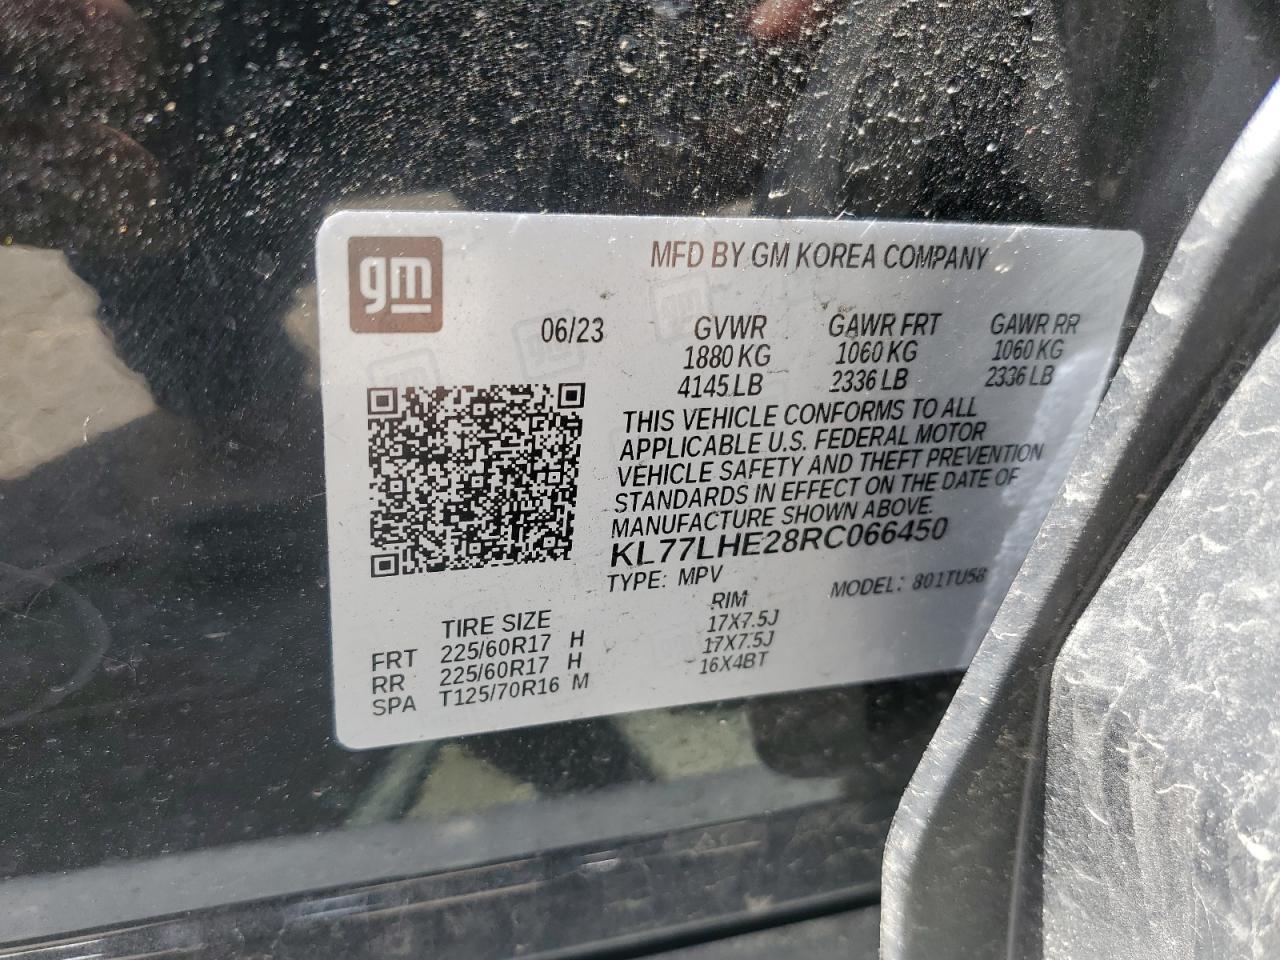 gm
MFD BY GM KOREA COMPANY
06/23 GVWR GAWR FRT GAWR RR
1880 KG 1060 KG 1060 KG
4145 LB 2336 LB 2336 LB
THIS VEHICLE CONFORMS TO ALL
APPLICABLE U.S. FEDERAL MOTOR
VEHICLE SAFETY AND THEFT PREVENTION
STANDARDS IN EFFECT ON THE DATE OF
MANUFACTURE SHOWN ABOVE.
KL77LHE28RC066450
TYPE: MPV MODEL: 801TU58
TIRE SIZE RIM
FRT 225/60R17 H 17X7.5J
RR 225/60R17 H 17X7.5J
SPA T125/70R16 M 16X4BT